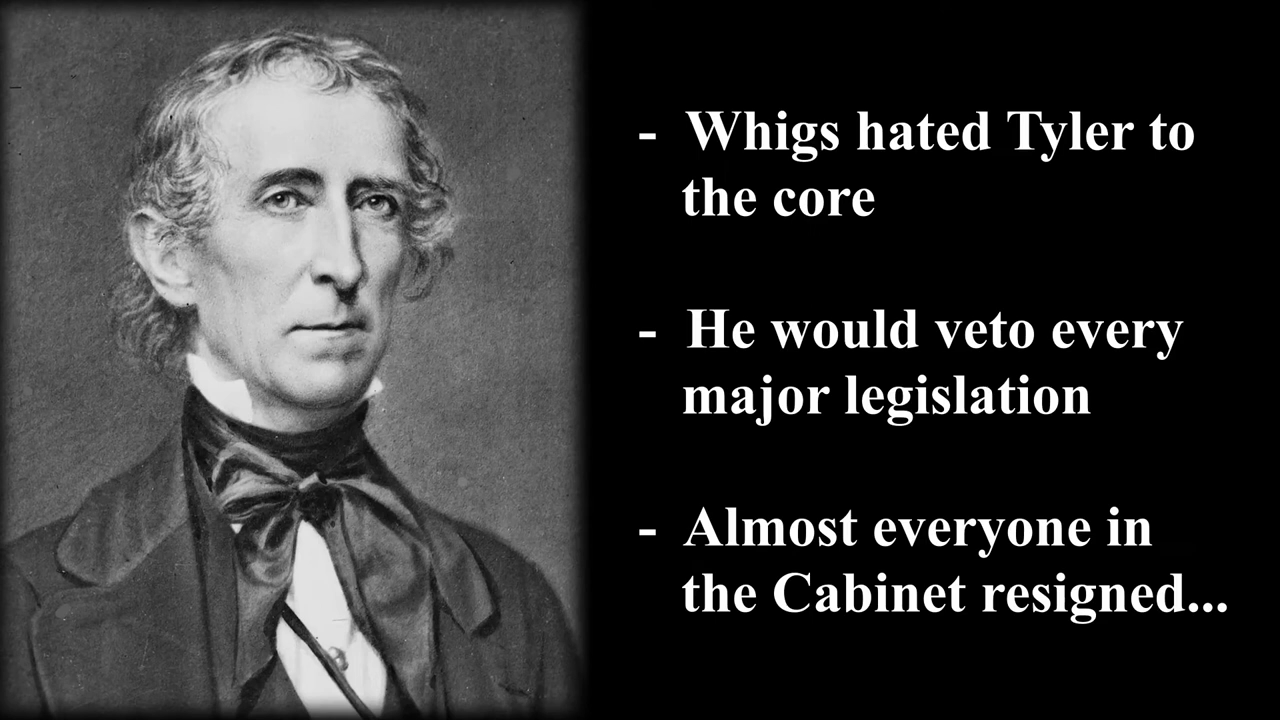 - Whigs hated Tyler to
the core
- He would veto every
major legislation
- Almost everyone in
the Cabinet resigned...